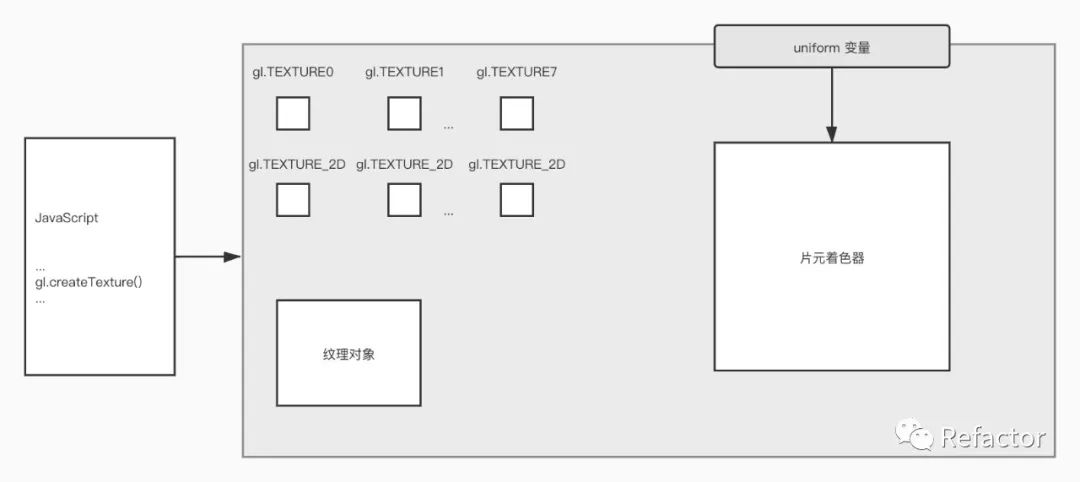 uniform 变量
gl.TEXTURE0 gl.TEXTURE1 gl.TEXTURE7
...
gl.TEXTURE_2D gl.TEXTURE_2D gl.TEXTURE_2D
...
JavaScript
...
gl.createTexture()
...
片元着色器
纹理对象
Refactor